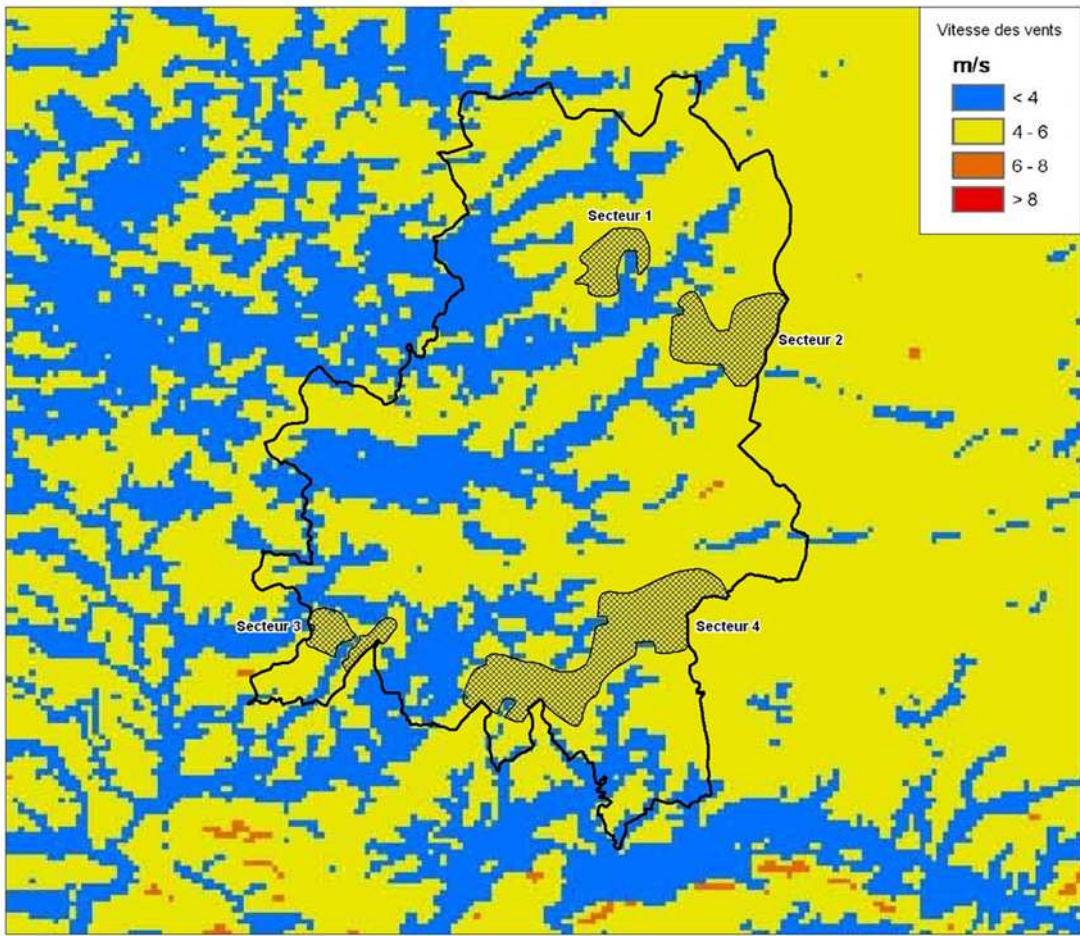 Vitesse des vents
m/s
< 4
4 - 6
6 - 8
> 8
Secteur 1
Secteur 2
Secteur 3
Secteur 4